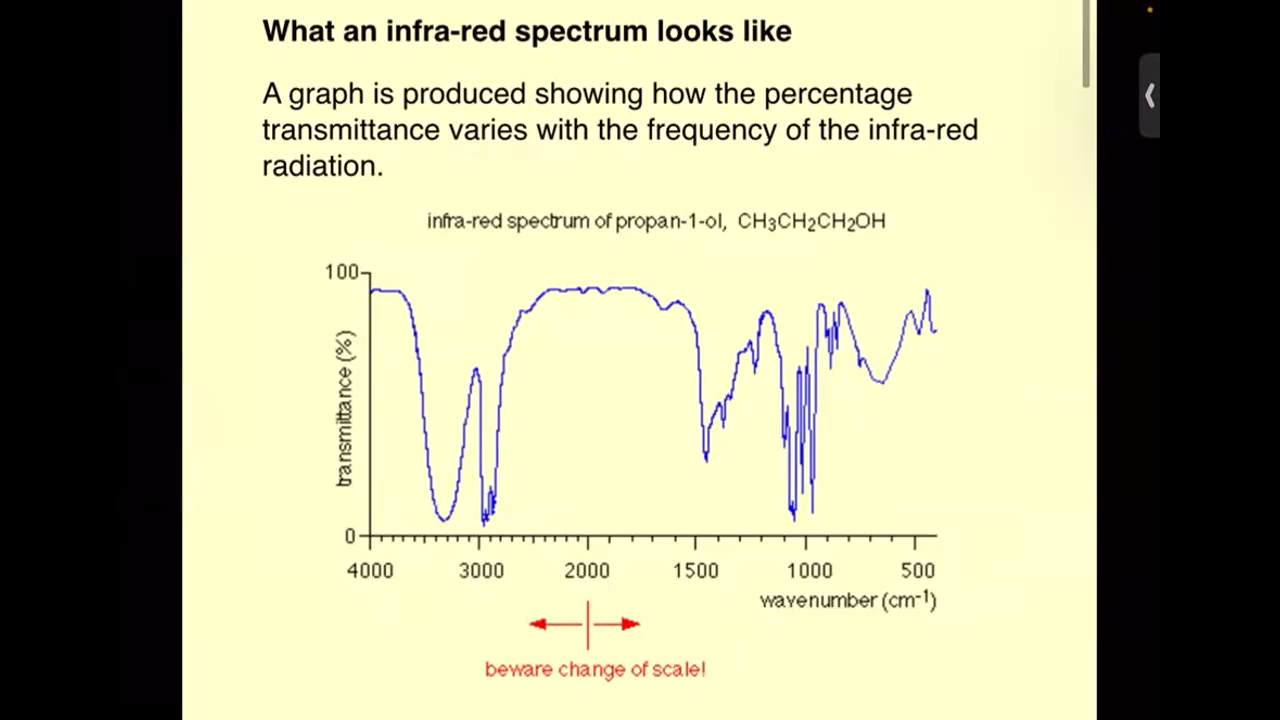 What an infra-red spectrum looks like
A graph is produced showing how the percentage
transmittance varies with the frequency of the infra-red
radiation.
infra-red spectrum of propan-1-ol, CH₃CH₂CH₂OH
100
transmittance (%)
0
4000 3000 2000 1500 1000 500
wavenumber (cm⁻¹)
beware change of scale!